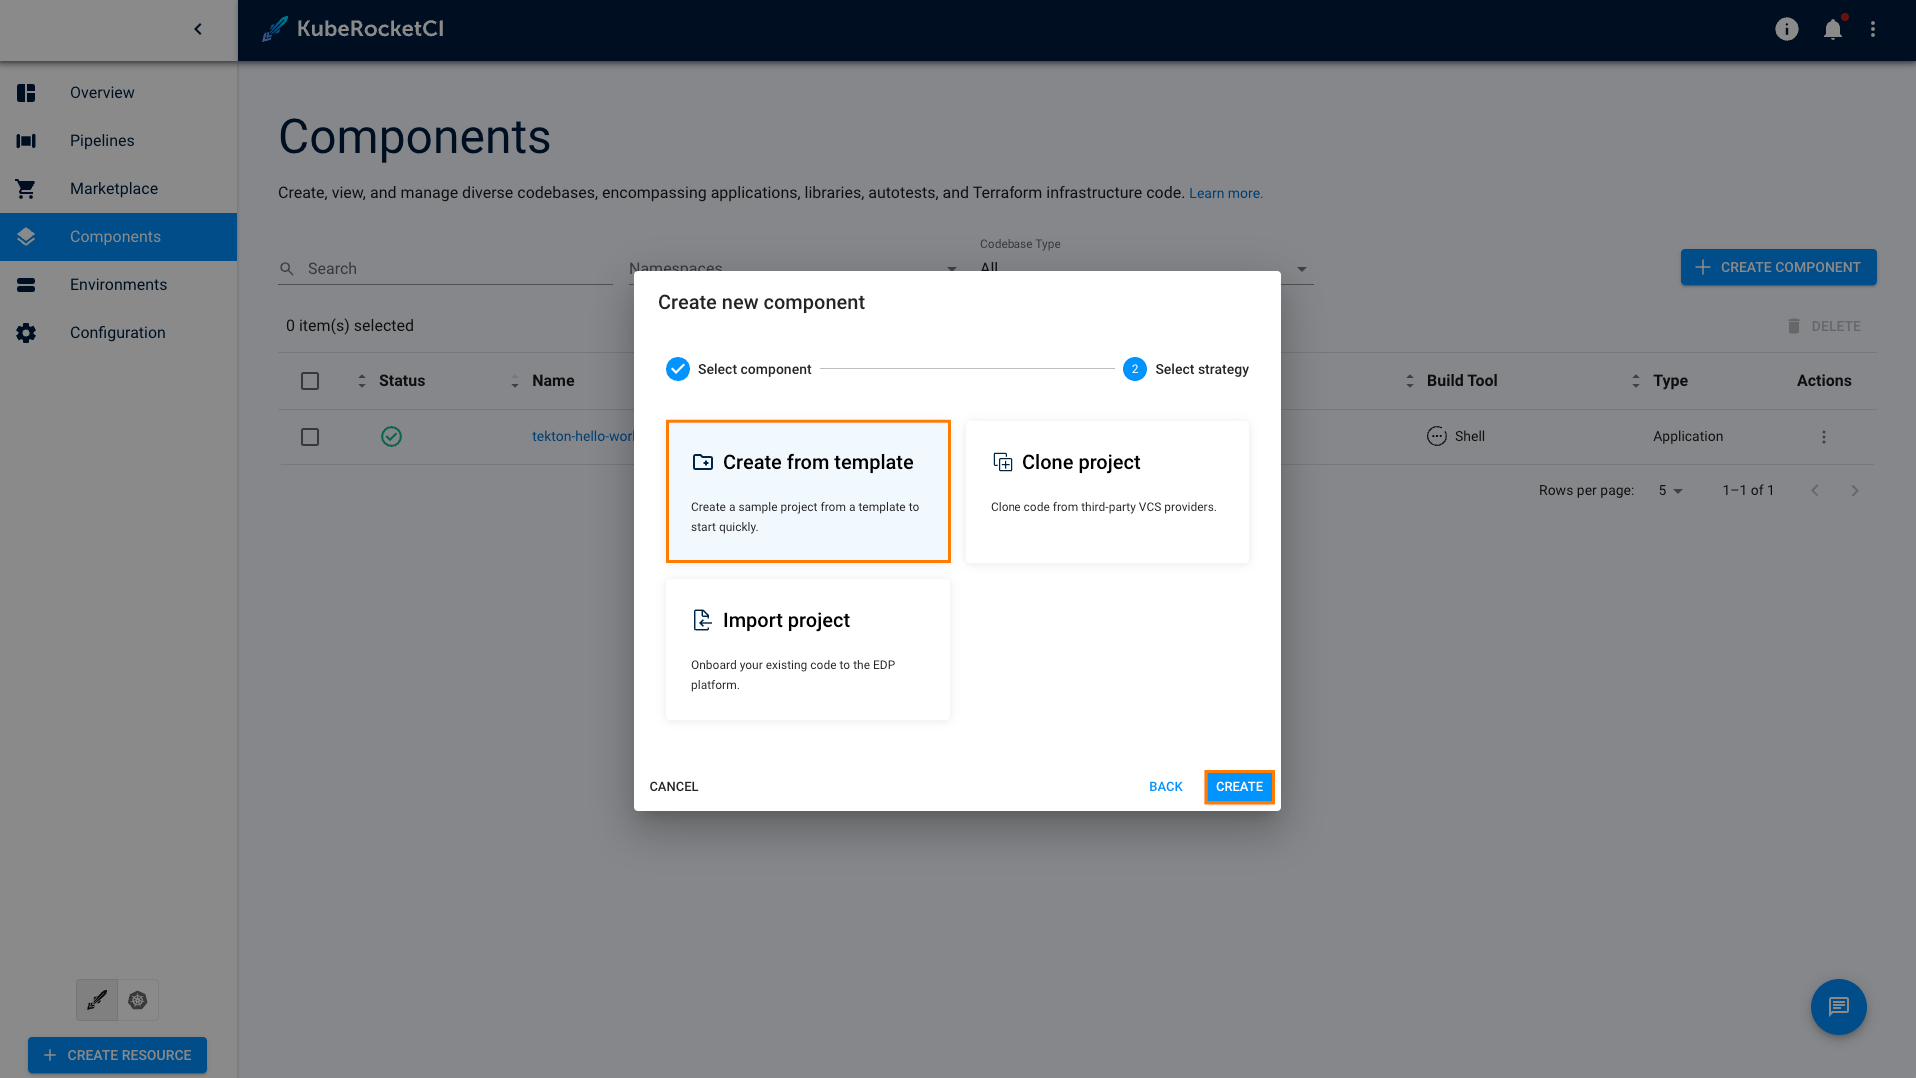 KubeRocketCI
Overview
Pipelines
Marketplace
Components
Environments
Configuration
CREATE RESOURCE
Components
Create, view, and manage diverse codebases, encompassing applications, libraries, autotests, and Terraform infrastructure code. Learn more.
Search
Namespaces
Codebase Type
All
CREATE COMPONENT
0 item(s) selected
DELETE
Status
Name
Build Tool
Type
Actions
tekton-hello-worl
Shell
Application
Rows per page:
5
1–1 of 1
Create new component
Select component
2
Select strategy
Create from template
Create a sample project from a template to
start quickly.
Clone project
Clone code from third-party VCS providers.
Import project
Onboard your existing code to the EDP
platform.
CANCEL
BACK
CREATE